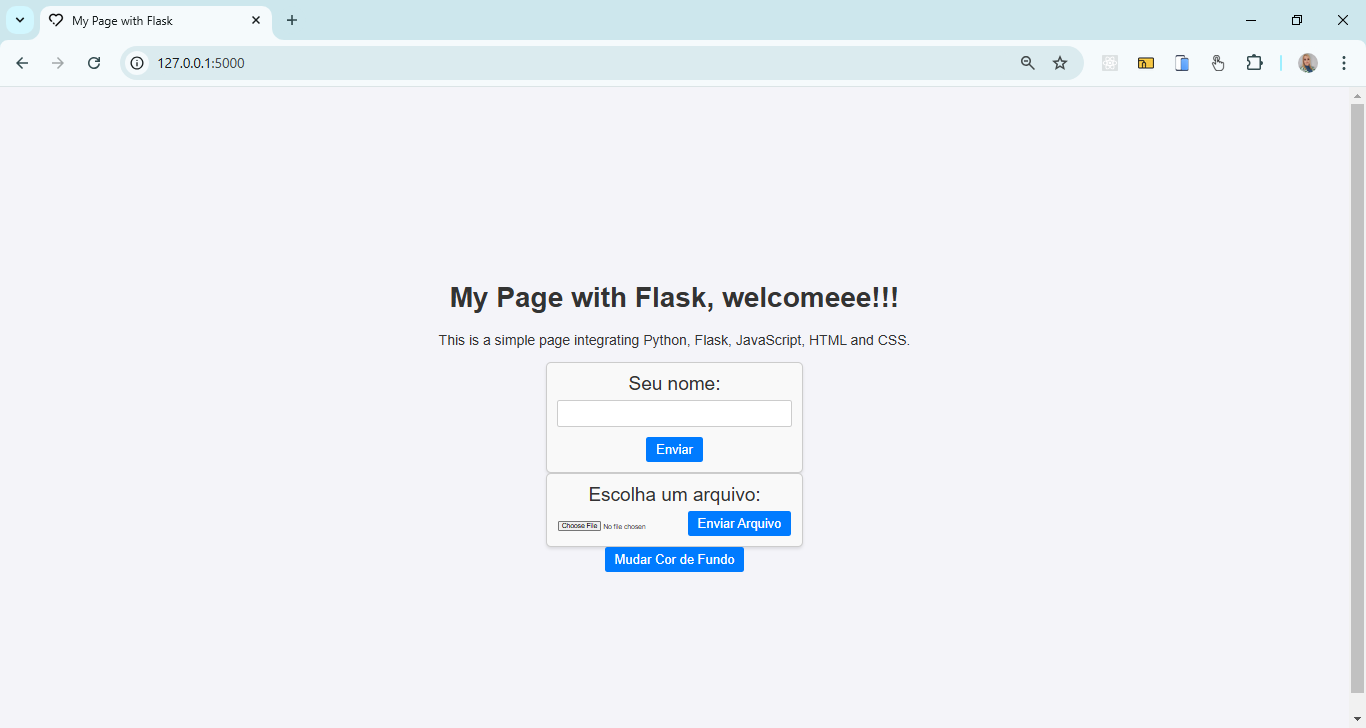 My Page with Flask
127.0.0.1:5000
My Page with Flask, welcomeee!!!
This is a simple page integrating Python, Flask, JavaScript, HTML and CSS.
Seu nome:
Enviar
Escolha um arquivo:
Choose File No file chosen Enviar Arquivo
Mudar Cor de Fundo